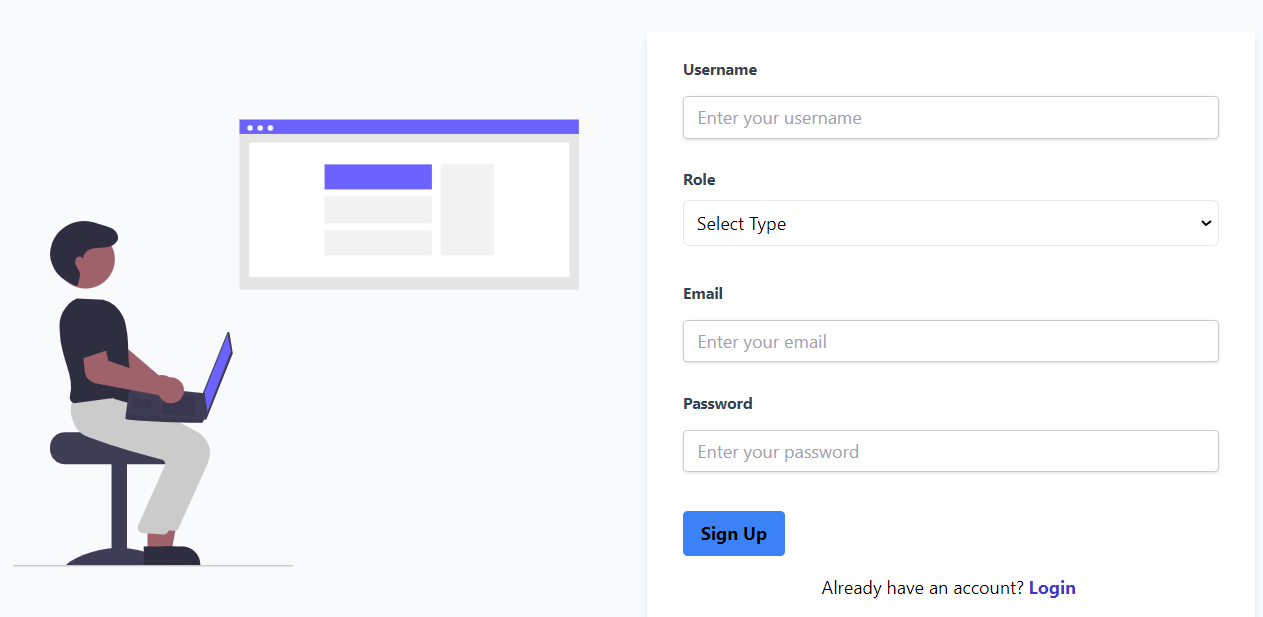 Username
Enter your username
Role
Select Type
Email
Enter your email
Password
Enter your password
Sign Up
Already have an account? Login